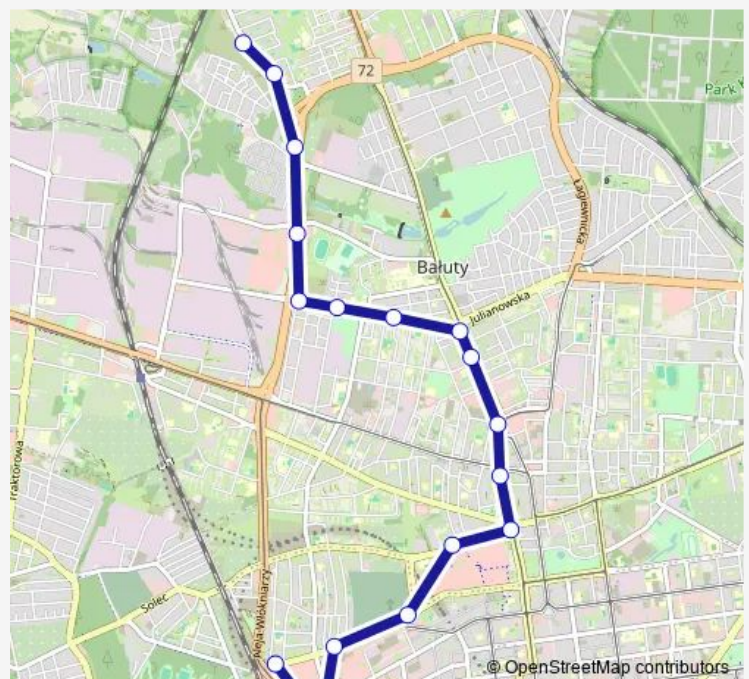 72
Park
Łagiewnicka
Bałuty
Julianowska
Traktorowa
Solec
Aleja Włókniarzy
© OpenStreetMap contributors